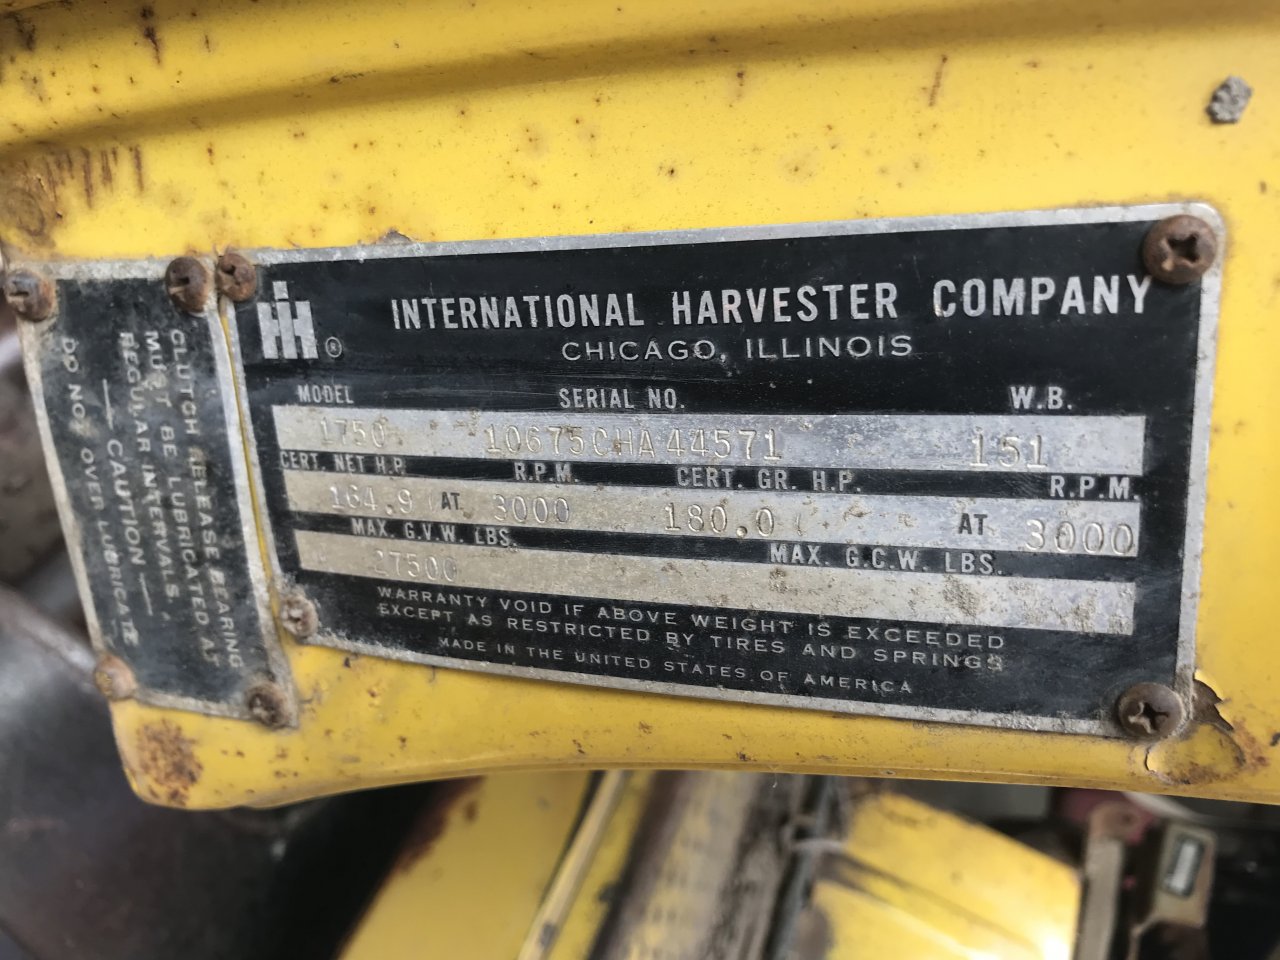 IH ®
INTERNATIONAL HARVESTER COMPANY
CHICAGO, ILLINOIS
MODEL SERIAL NO. W.B.
1750 10675CHA44571 151
CERT. NET H.P. R.P.M. CERT. GR. H.P. R.P.M.
164.9 AT 3000 180.0 AT 3000
MAX. G.V.W. LBS. MAX. G.C.W. LBS.
27500
WARRANTY VOID IF ABOVE WEIGHT IS EXCEEDED
EXCEPT AS RESTRICTED BY TIRES AND SPRINGS
MADE IN THE UNITED STATES OF AMERICA
CLUTCH RELEASE BEARING
MUST BE LUBRICATED AT
REGULAR INTERVALS.
— CAUTION —
DO NOT OVER LUBRICATE